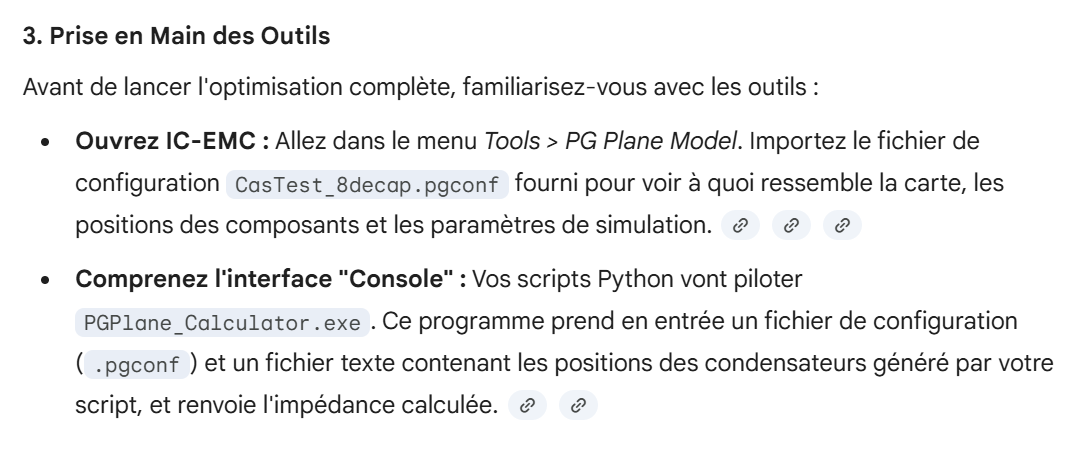 3. Prise en Main des Outils
Avant de lancer l'optimisation complète, familiarisez-vous avec les outils :
• Ouvrez IC-EMC : Allez dans le menu Tools > PG Plane Model. Importez le fichier de
configuration CasTest_8decap.pgconf fourni pour voir à quoi ressemble la carte, les
positions des composants et les paramètres de simulation.
• Comprenez l'interface "Console" : Vos scripts Python vont piloter
PGPlane_Calculator.exe. Ce programme prend en entrée un fichier de configuration
(.pgconf) et un fichier texte contenant les positions des condensateurs généré par votre
script, et renvoie l'impédance calculée.